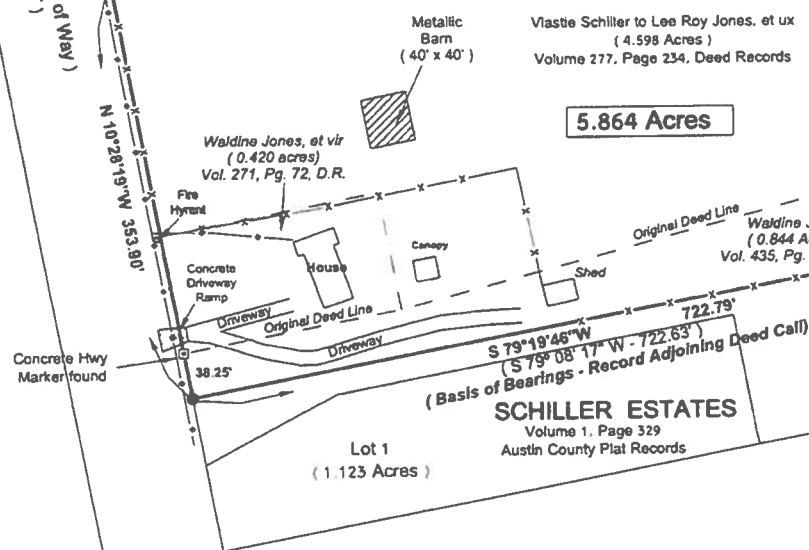 of Way )
Metallic
Barn
( 40' x 40' )
Vlastie Schiller to Lee Roy Jones, et ux
( 4.598 Acres )
Volume 277, Page 234, Deed Records
5.864 Acres
N 10°28'19"W 353.90'
Waldine Jones, et vir
( 0.420 acres)
Vol. 271, Pg. 72, D.R.
Fire
Hyrant
Concrete
Driveway
Ramp
House
Canopy
Shed
Original Deed Line
Waldine J
( 0.844 A
Vol. 435, Pg.
Driveway
Original Deed Line
Driveway
Concrete Hwy
Marker found
38.25'
722.79'
S 79°19'46"W
( S 79° 08' 17" W - 722.63' )
( Basis of Bearings - Record Adjoining Deed Call)
SCHILLER ESTATES
Volume 1, Page 329
Austin County Plat Records
Lot 1
( 1.123 Acres )